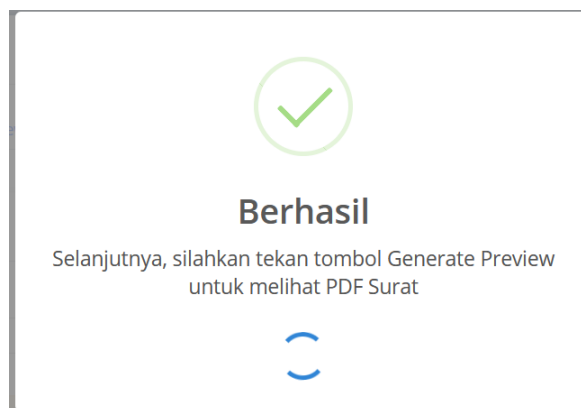 Berhasil
Selanjutnya, silahkan tekan tombol Generate Preview
untuk melihat PDF Surat